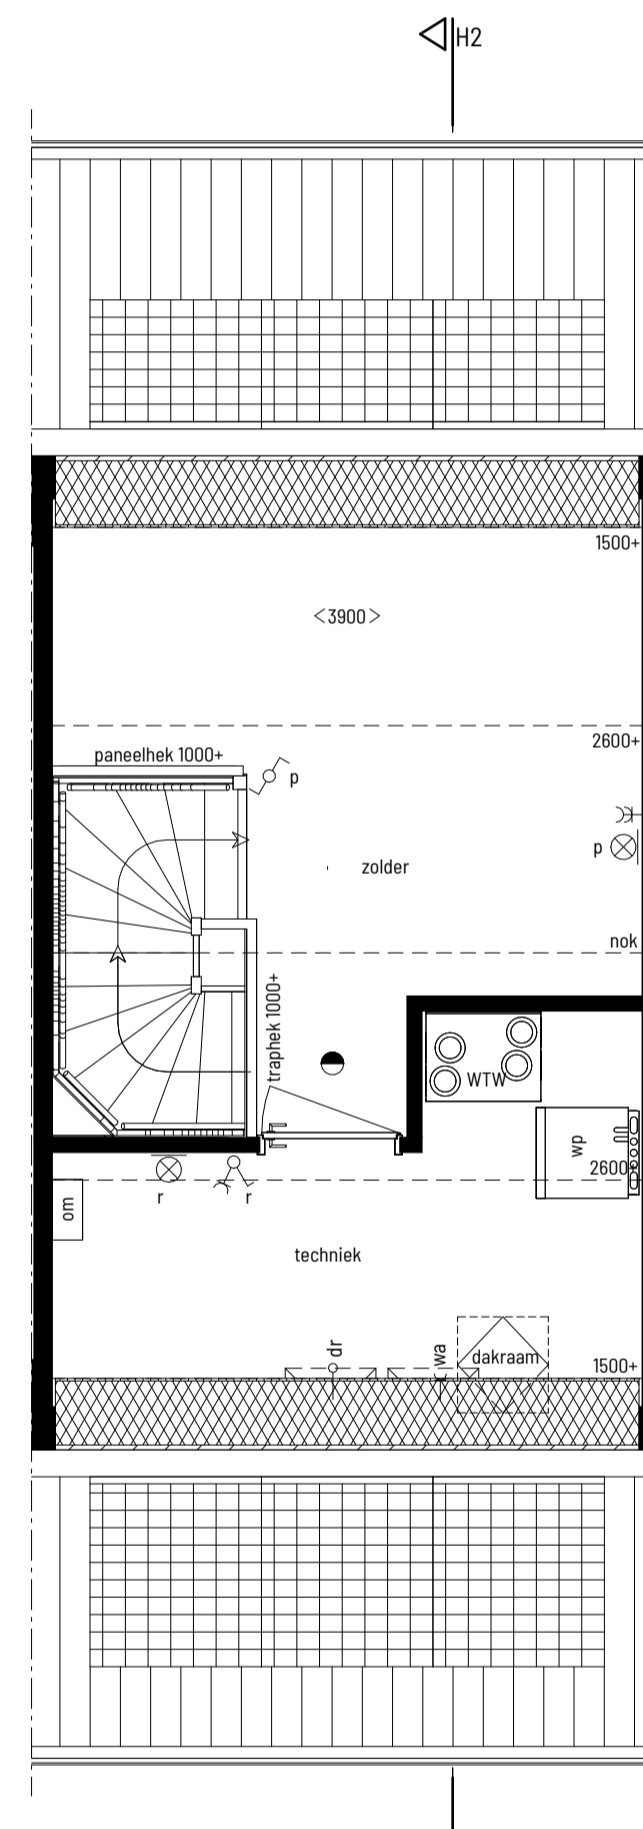 H2
1500+
<3900>
2600+
paneelhek 1000+
p
p
zolder
nok
traphek 1000+
WTW
wp
2600+
r
r
om
techniek
dr
wa
dakraam
1500+